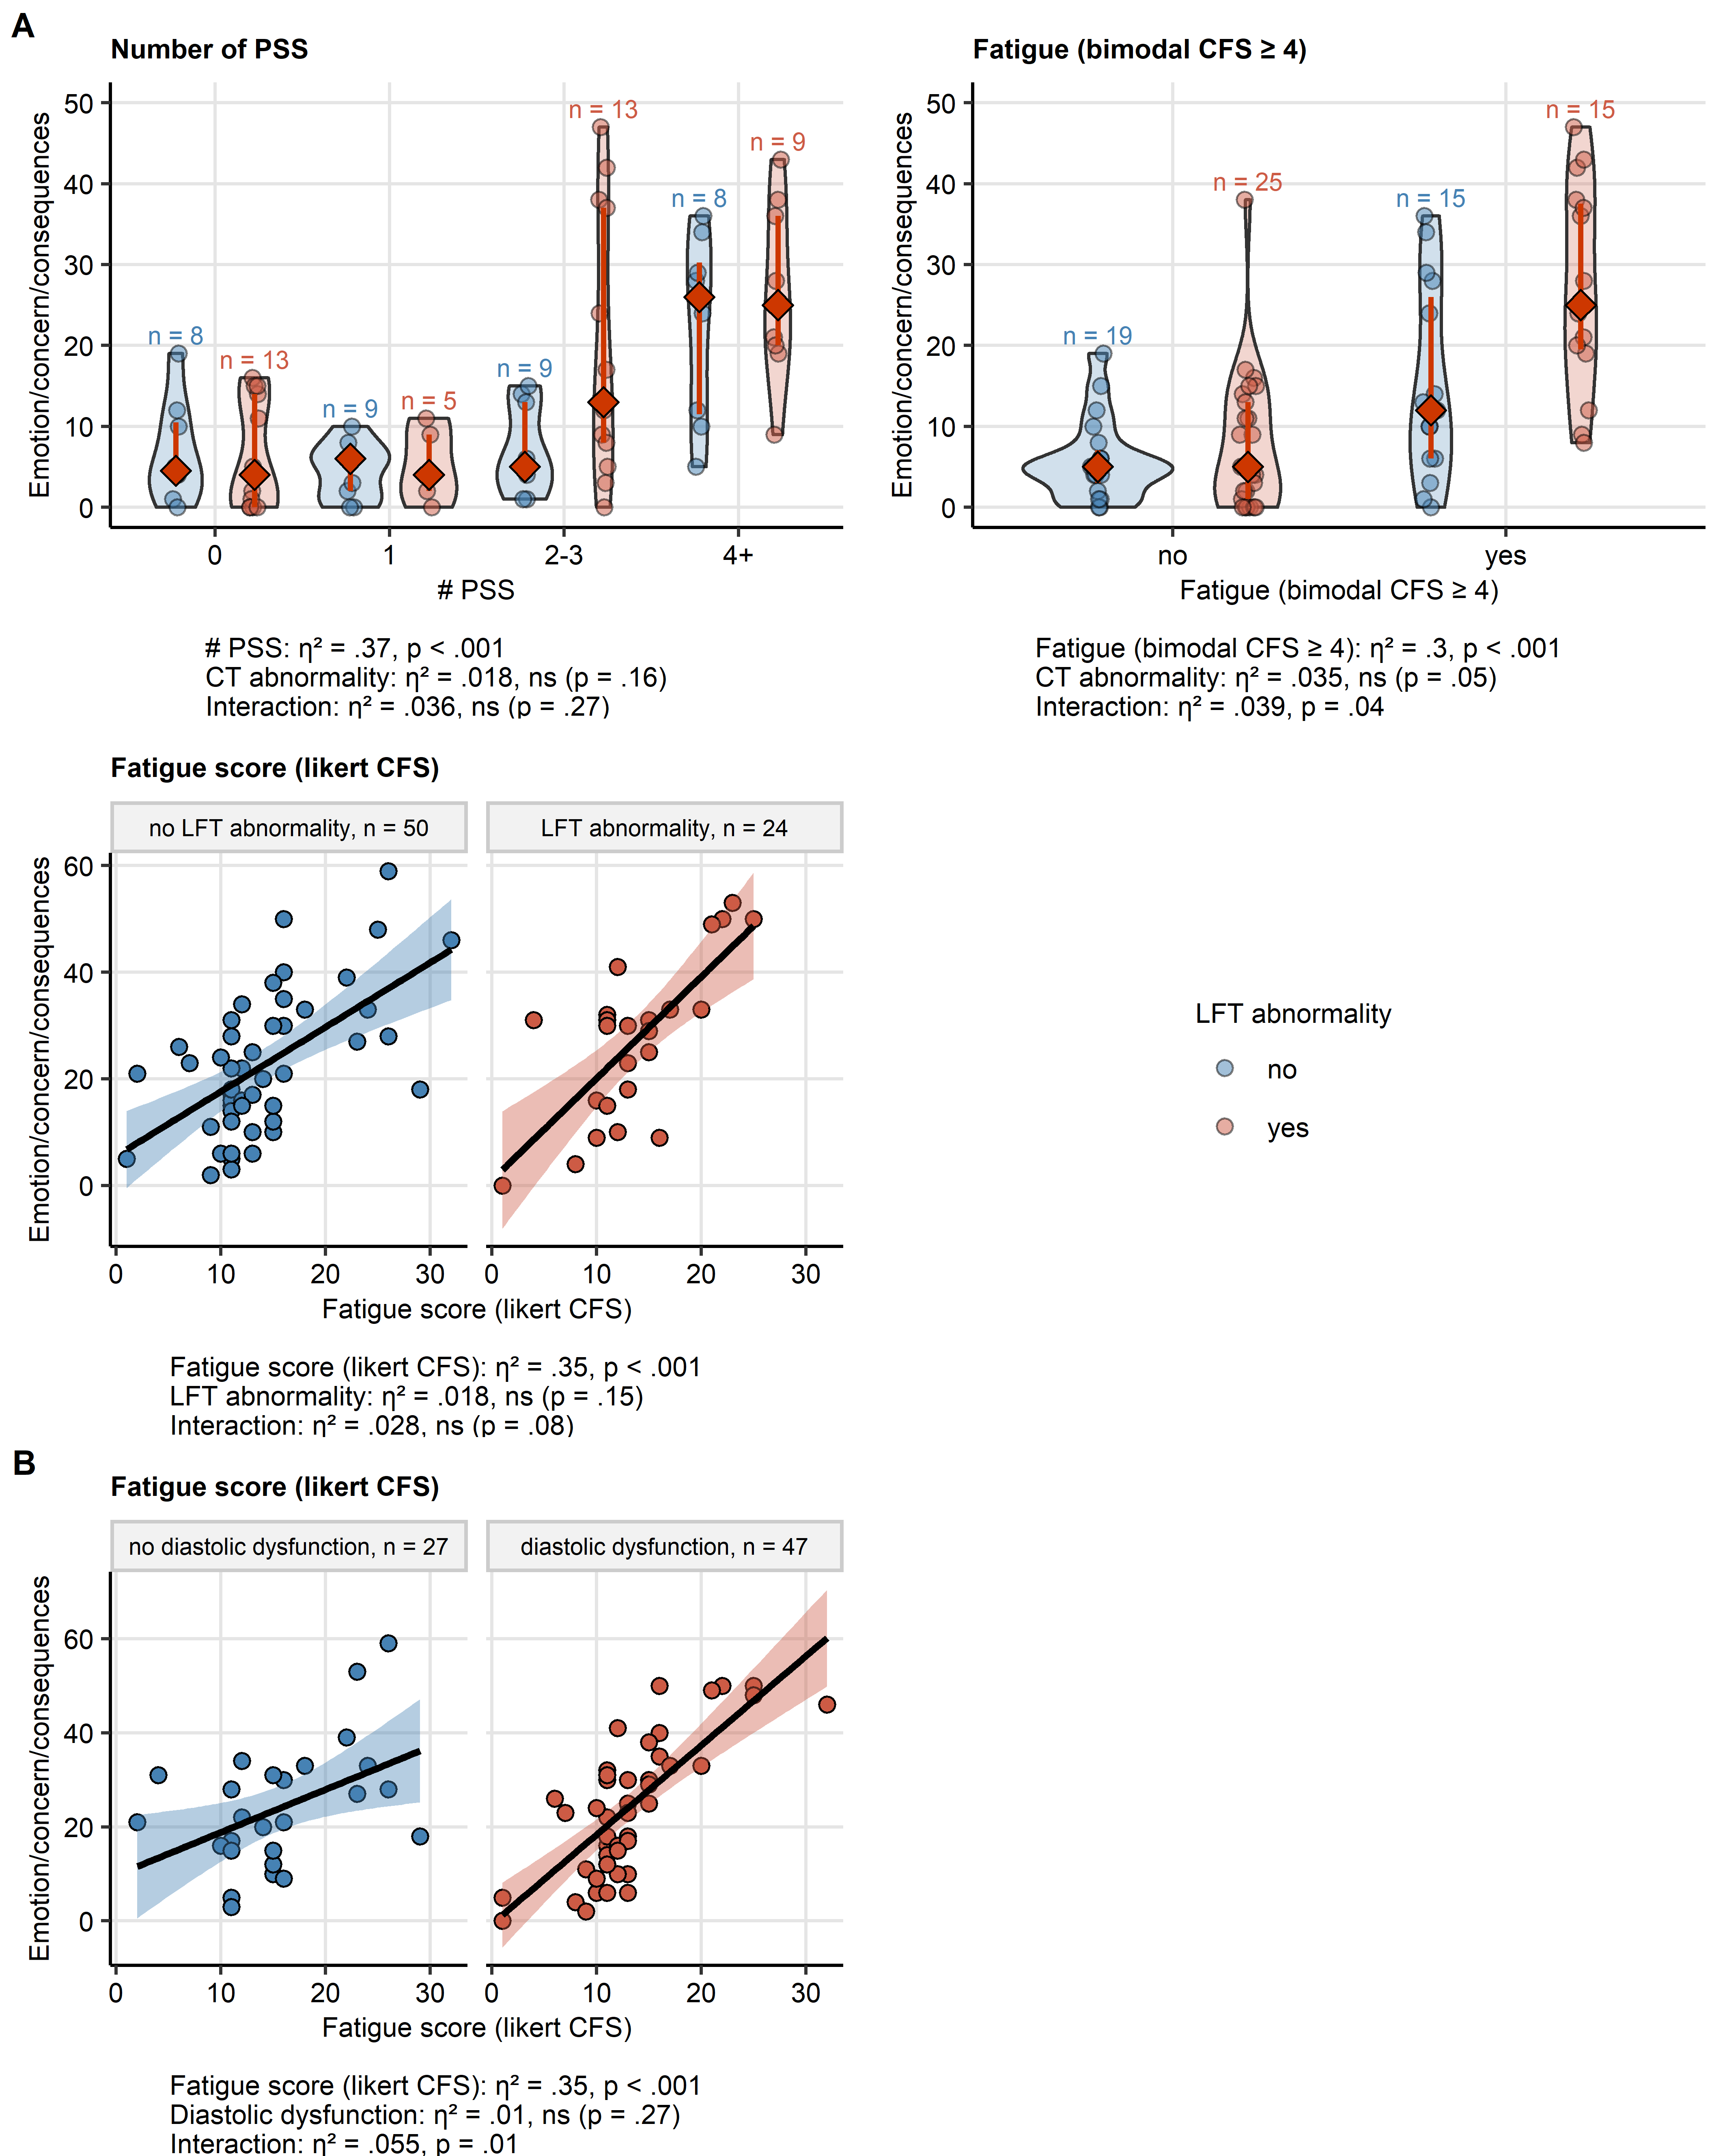 A
Number of PSS
Emotion/concern/consequences
50
40
30
20
10
0
n = 8
n = 13
n = 9
n = 5
n = 9
n = 13
n = 8
n = 9
0 1 2-3 4+
# PSS
# PSS: η² = .37, p < .001
CT abnormality: η² = .018, ns (p = .16)
Interaction: η² = .036, ns (p = .27)
Fatigue (bimodal CFS ≥ 4)
Emotion/concern/consequences
50
40
30
20
10
0
n = 19
n = 25
n = 15
n = 15
no yes
Fatigue (bimodal CFS ≥ 4)
Fatigue (bimodal CFS ≥ 4): η² = .3, p < .001
CT abnormality: η² = .035, ns (p = .05)
Interaction: η² = .039, p = .04
Fatigue score (likert CFS)
no LFT abnormality, n = 50
LFT abnormality, n = 24
Emotion/concern/consequences
60
40
20
0
0 10 20 30
0 10 20 30
Fatigue score (likert CFS)
Fatigue score (likert CFS): η² = .35, p < .001
LFT abnormality: η² = .018, ns (p = .15)
Interaction: η² = .028, ns (p = .08)
LFT abnormality
no
yes
B
Fatigue score (likert CFS)
no diastolic dysfunction, n = 27
diastolic dysfunction, n = 47
Emotion/concern/consequences
60
40
20
0
0 10 20 30
0 10 20 30
Fatigue score (likert CFS)
Fatigue score (likert CFS): η² = .35, p < .001
Diastolic dysfunction: η² = .01, ns (p = .27)
Interaction: η² = .055, p = .01